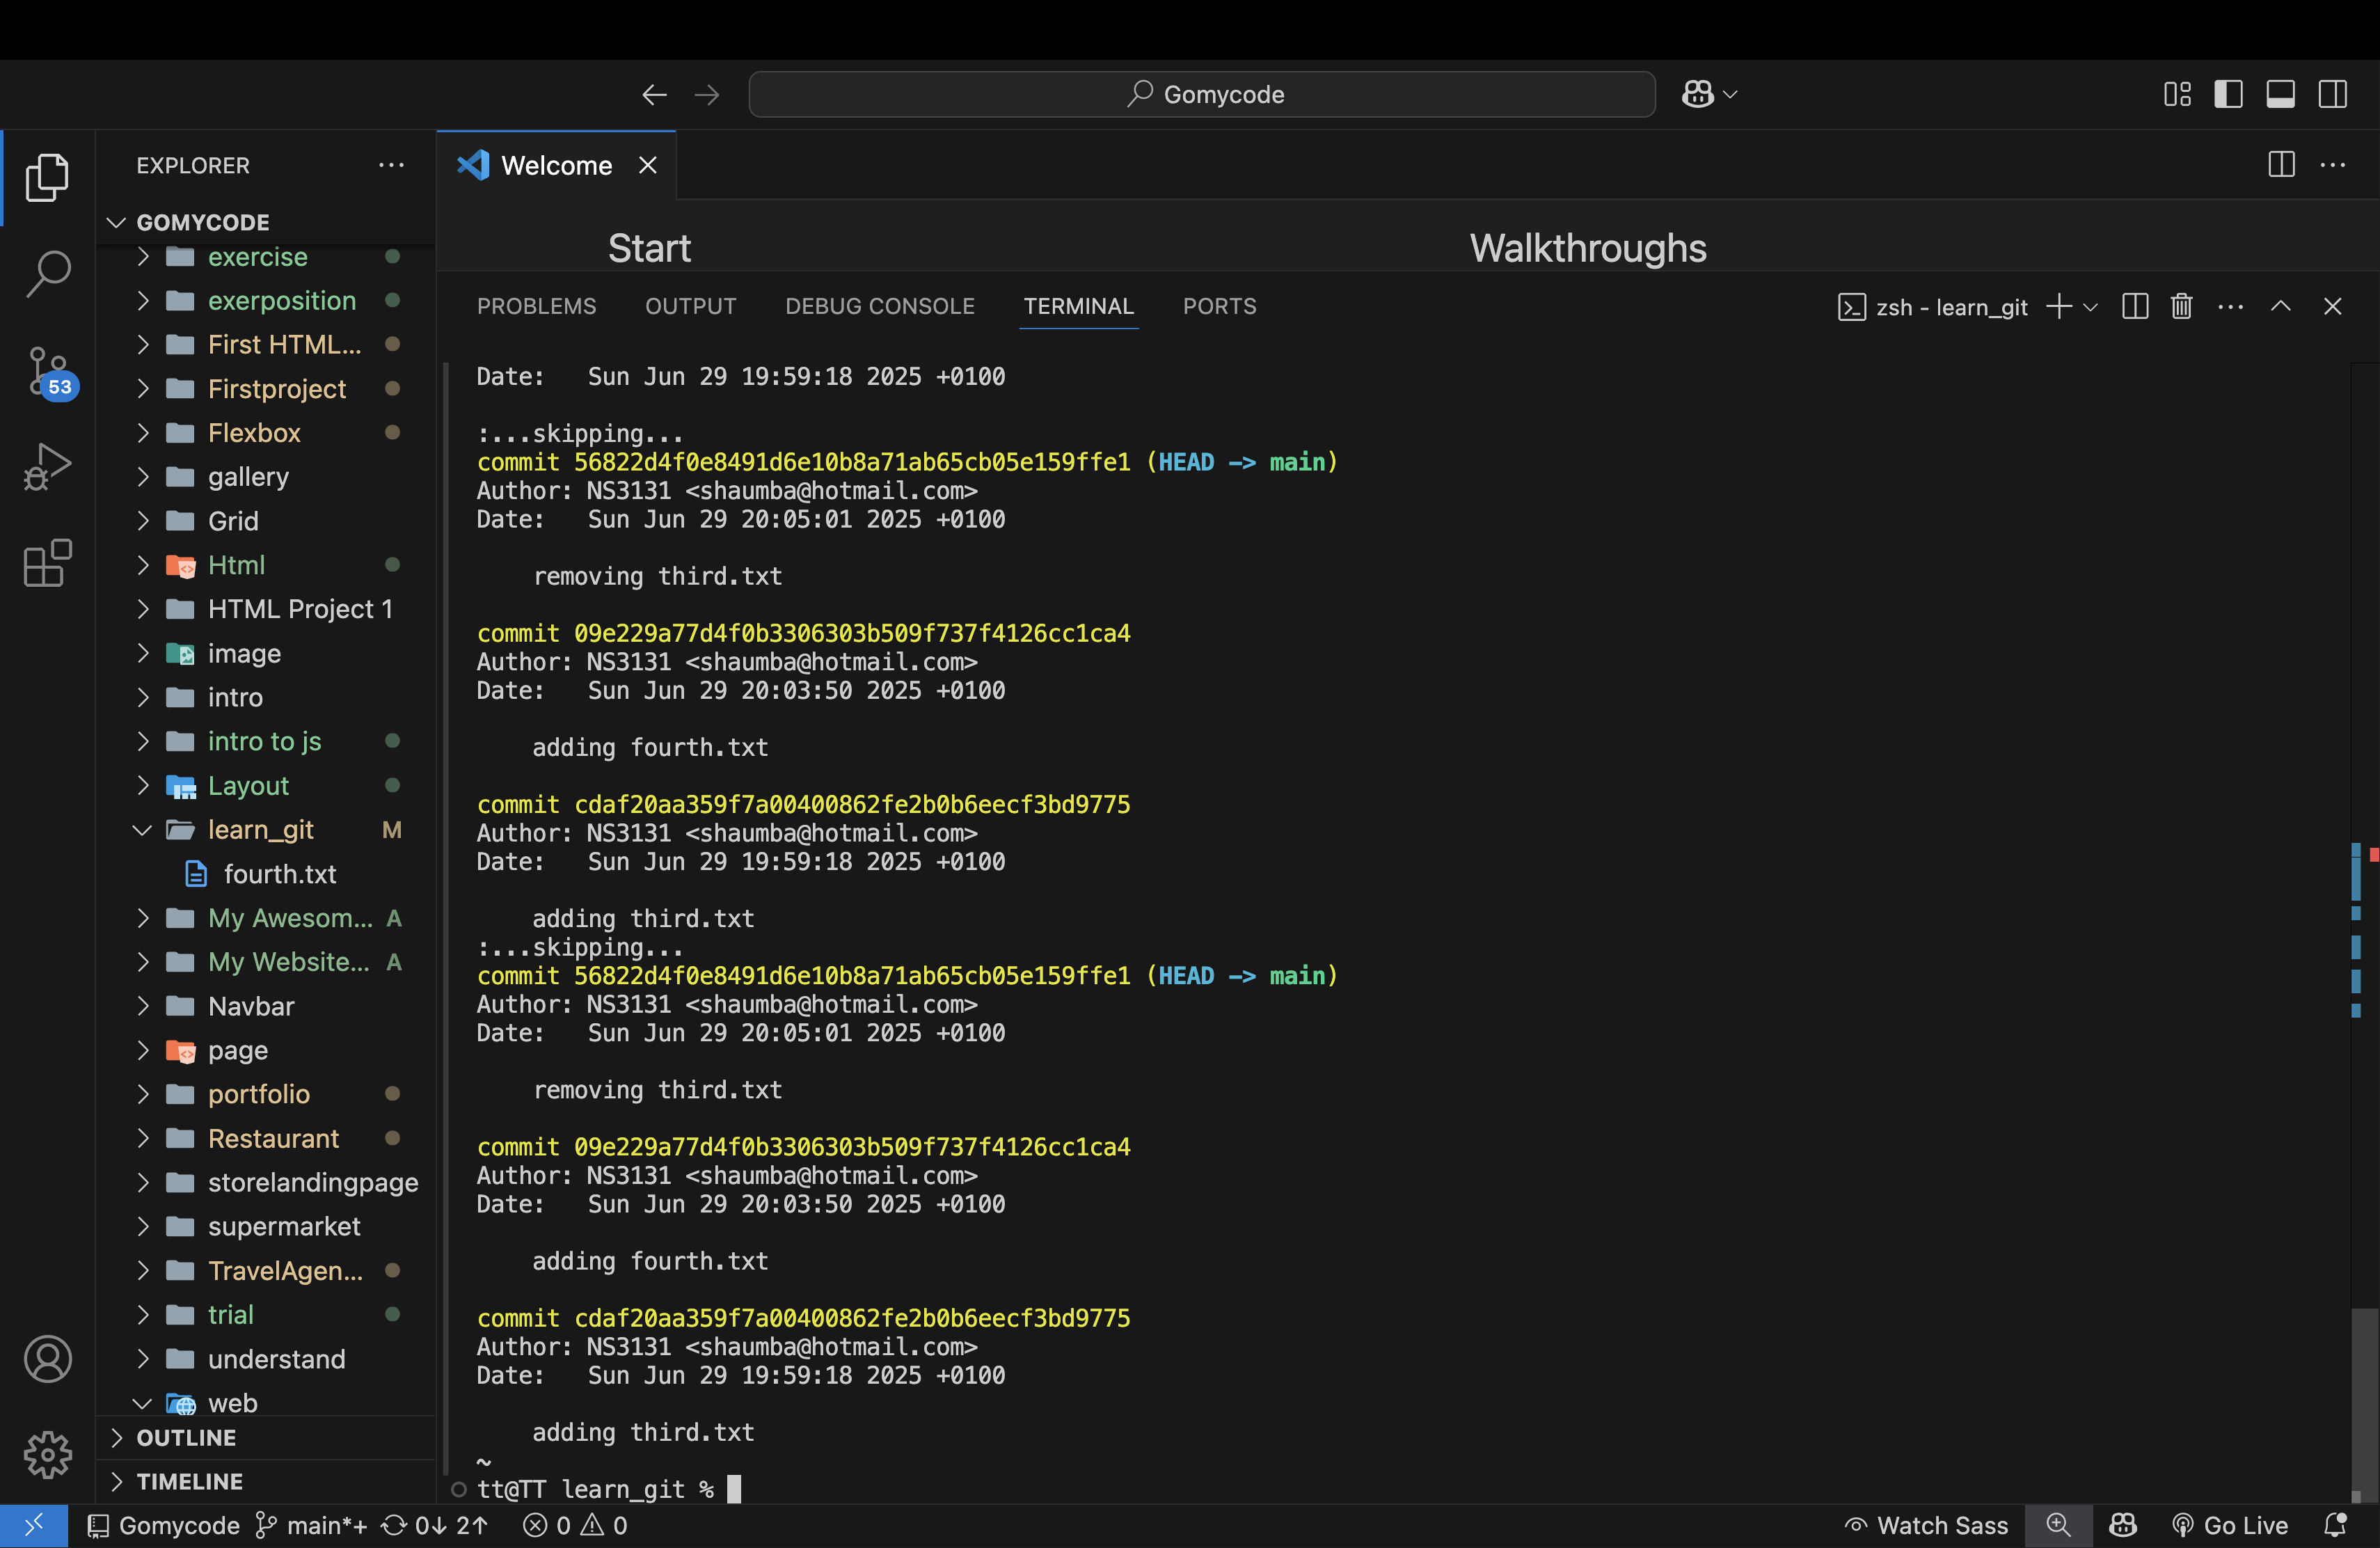 Gomycode
EXPLORER
Welcome
GOMYCODE
exercise
exerposition
First HTML...
Firstproject
Flexbox
gallery
Grid
Html
HTML Project 1
image
intro
intro to js
Layout
learn_git M
fourth.txt
My Awesom... A
My Website... A
Navbar
page
portfolio
Restaurant
storelandingpage
supermarket
TravelAgen...
trial
understand
web
OUTLINE
TIMELINE
53
Start
Walkthroughs
PROBLEMS OUTPUT DEBUG CONSOLE TERMINAL PORTS
zsh - learn_git
Date:   Sun Jun 29 19:59:18 2025 +0100
:...skipping...
commit 56822d4f0e8491d6e10b8a71ab65cb05e159ffe1 (HEAD -> main)
Author: NS3131 <shaumba@hotmail.com>
Date:   Sun Jun 29 20:05:01 2025 +0100
removing third.txt
commit 09e229a77d4f0b3306303b509f737f4126cc1ca4
Author: NS3131 <shaumba@hotmail.com>
Date:   Sun Jun 29 20:03:50 2025 +0100
adding fourth.txt
commit cdaf20aa359f7a00400862fe2b0b6eecf3bd9775
Author: NS3131 <shaumba@hotmail.com>
Date:   Sun Jun 29 19:59:18 2025 +0100
adding third.txt
:...skipping...
commit 56822d4f0e8491d6e10b8a71ab65cb05e159ffe1 (HEAD -> main)
Author: NS3131 <shaumba@hotmail.com>
Date:   Sun Jun 29 20:05:01 2025 +0100
removing third.txt
commit 09e229a77d4f0b3306303b509f737f4126cc1ca4
Author: NS3131 <shaumba@hotmail.com>
Date:   Sun Jun 29 20:03:50 2025 +0100
adding fourth.txt
commit cdaf20aa359f7a00400862fe2b0b6eecf3bd9775
Author: NS3131 <shaumba@hotmail.com>
Date:   Sun Jun 29 19:59:18 2025 +0100
adding third.txt
~
tt@TT learn_git %
Gomycode main*+ 0↓ 2↑ 0 0 Watch Sass Go Live